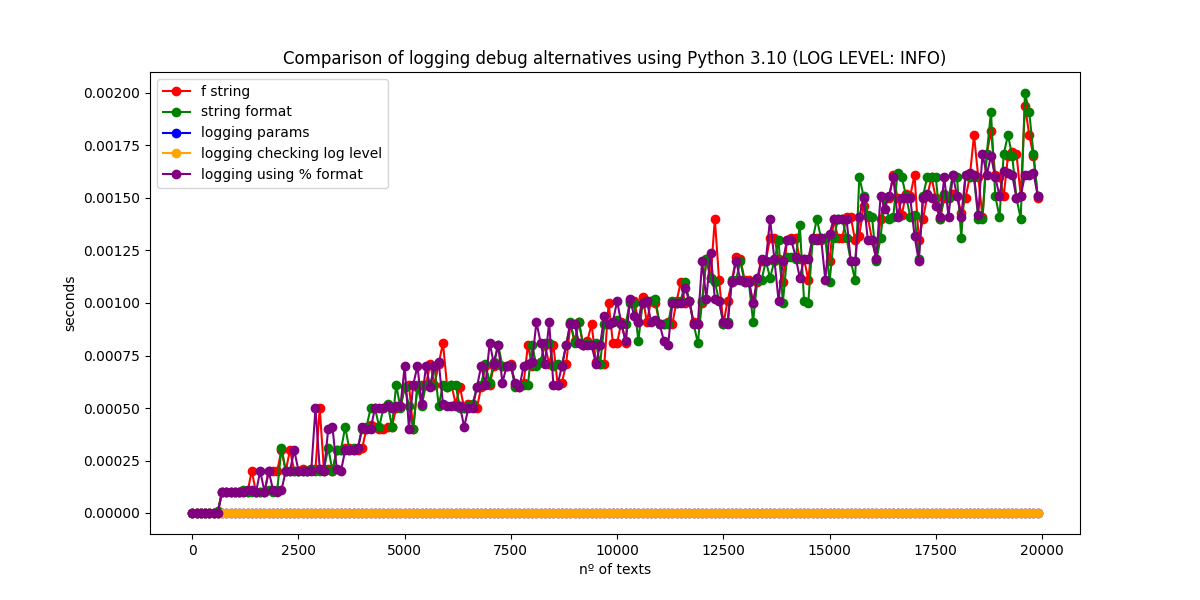 Comparison of logging debug alternatives using Python 3.10 (LOG LEVEL: INFO)
f string
string format
logging params
logging checking log level
logging using % format
seconds
0.00200
0.00175
0.00150
0.00125
0.00100
0.00075
0.00050
0.00025
0.00000
0 2500 5000 7500 10000 12500 15000 17500 20000
nº of texts